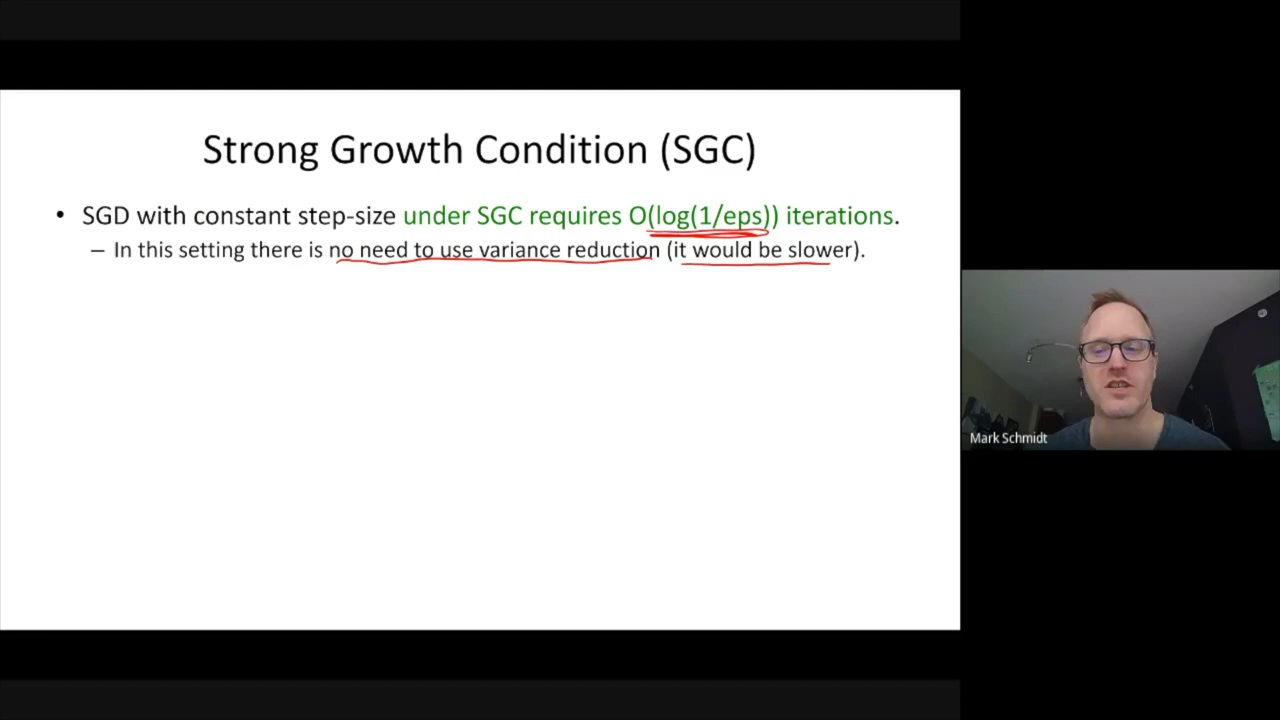 Strong Growth Condition (SGC)
• SGD with constant step-size under SGC requires O(log(1/eps)) iterations.
– In this setting there is no need to use variance reduction (it would be slower).
Mark Schmidt